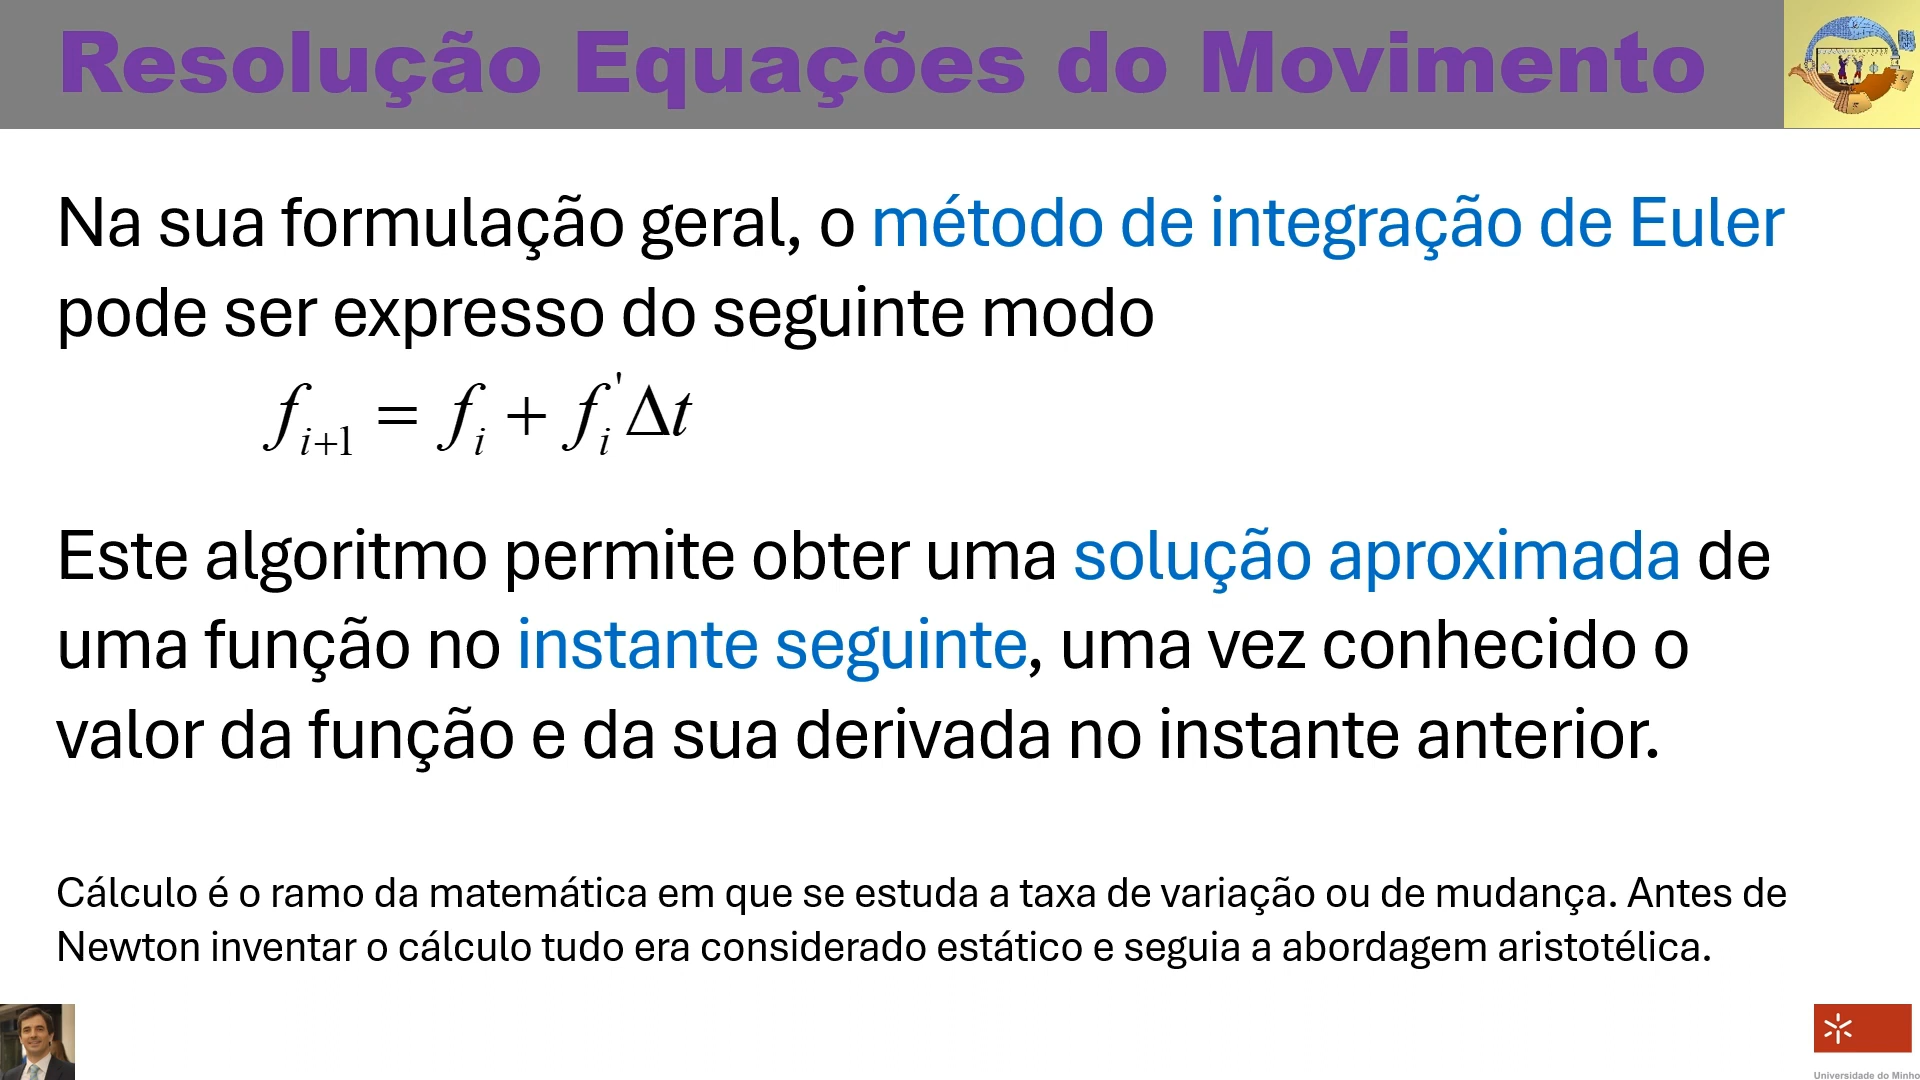 Resolução Equações do Movimento
Na sua formulação geral, o método de integração de Euler
pode ser expresso do seguinte modo
f_{i+1} = f_i + f_i^{'} Δt
Este algoritmo permite obter uma solução aproximada de
uma função no instante seguinte, uma vez conhecido o
valor da função e da sua derivada no instante anterior.
Cálculo é o ramo da matemática em que se estuda a taxa de variação ou de mudança. Antes de
Newton inventar o cálculo tudo era considerado estático e seguia a abordagem aristotélica.
Universidade do Minho